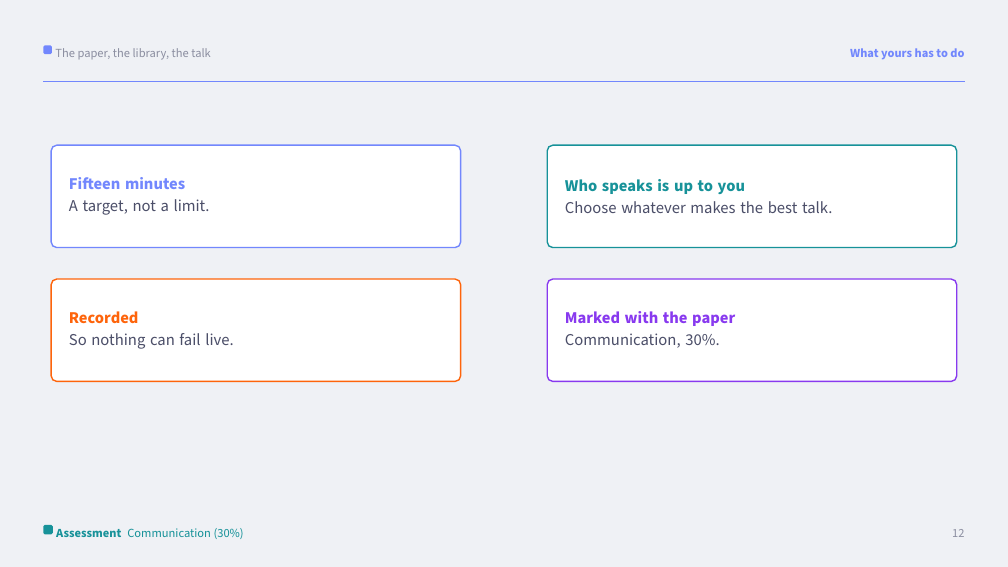 The paper, the library, the talk
What yours has to do
Fifteen minutes
A target, not a limit.
Who speaks is up to you
Choose whatever makes the best talk.
Recorded
So nothing can fail live.
Marked with the paper
Communication, 30%.
Assessment Communication (30%)
12